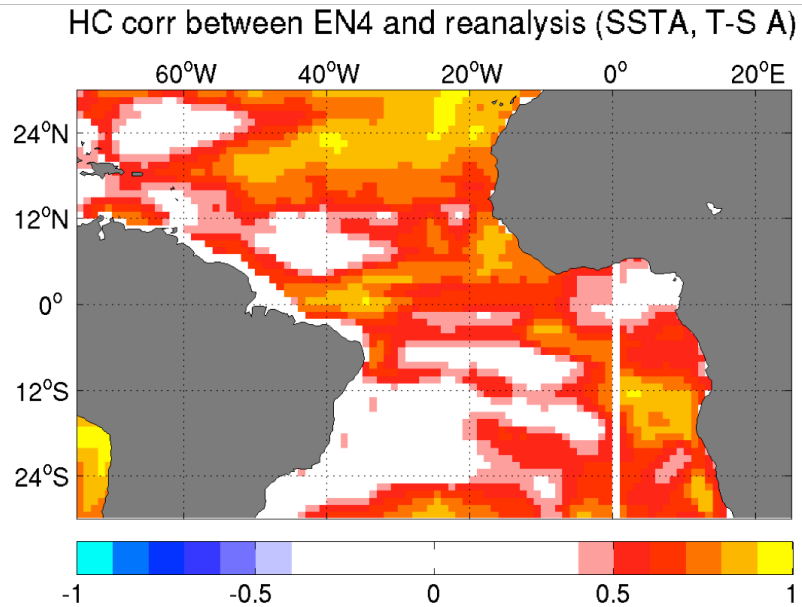 HC corr between EN4 and reanalysis (SSTA, T-S A)
60°W 40°W 20°W 0° 20°E
24°N
12°N
0°
12°S
24°S
-1 -0.5 0 0.5 1